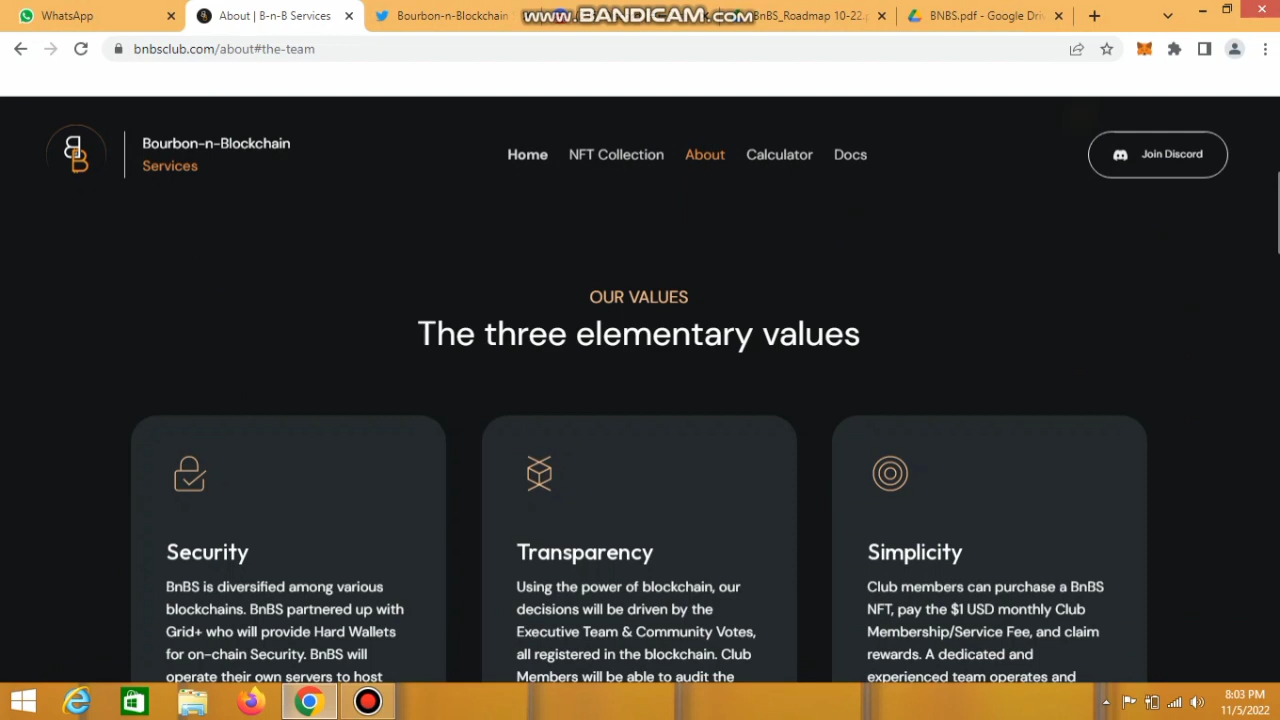 WhatsApp
About | B-n-B Services
Bourbon-n-Blockchain
www.BANDICAM.com
BnBS_Roadmap 10-22.p
BNBS.pdf - Google Dri
bnbsclub.com/about#the-team
Bourbon-n-Blockchain
Services
Home
NFT Collection
About
Calculator
Docs
Join Discord
OUR VALUES
The three elementary values
Security
BnBS is diversified among various
blockchains. BnBS partnered up with
Grid+ who will provide Hard Wallets
for on-chain Security. BnBS will
operate their own servers to host
Transparency
Using the power of blockchain, our
decisions will be driven by the
Executive Team & Community Votes,
all registered in the blockchain. Club
Members will be able to audit the
Simplicity
Club members can purchase a BnBS
NFT, pay the $1 USD monthly Club
Membership/Service Fee, and claim
rewards. A dedicated and
experienced team operates and
8:03 PM
11/5/2022